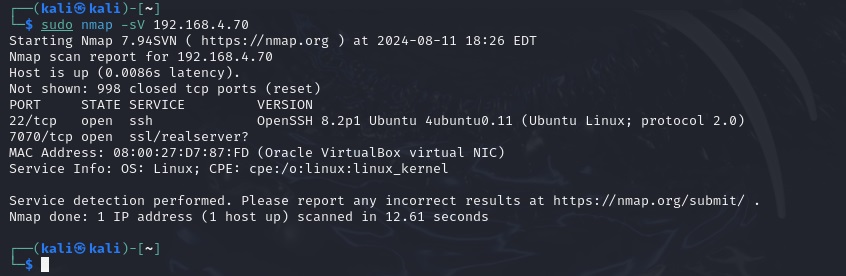 ┌──(kali㉿kali)-[~]
└─$ sudo nmap -sV 192.168.4.70
Starting Nmap 7.94SVN ( https://nmap.org ) at 2024-08-11 18:26 EDT
Nmap scan report for 192.168.4.70
Host is up (0.0086s latency).
Not shown: 998 closed tcp ports (reset)
PORT     STATE SERVICE         VERSION
22/tcp   open  ssh             OpenSSH 8.2p1 Ubuntu 4ubuntu0.11 (Ubuntu Linux; protocol 2.0)
7070/tcp open  ssl/realserver?
MAC Address: 08:00:27:D7:87:FD (Oracle VirtualBox virtual NIC)
Service Info: OS: Linux; CPE: cpe:/o:linux:linux_kernel

Service detection performed. Please report any incorrect results at https://nmap.org/submit/ .
Nmap done: 1 IP address (1 host up) scanned in 12.61 seconds

┌──(kali㉿kali)-[~]
└─$